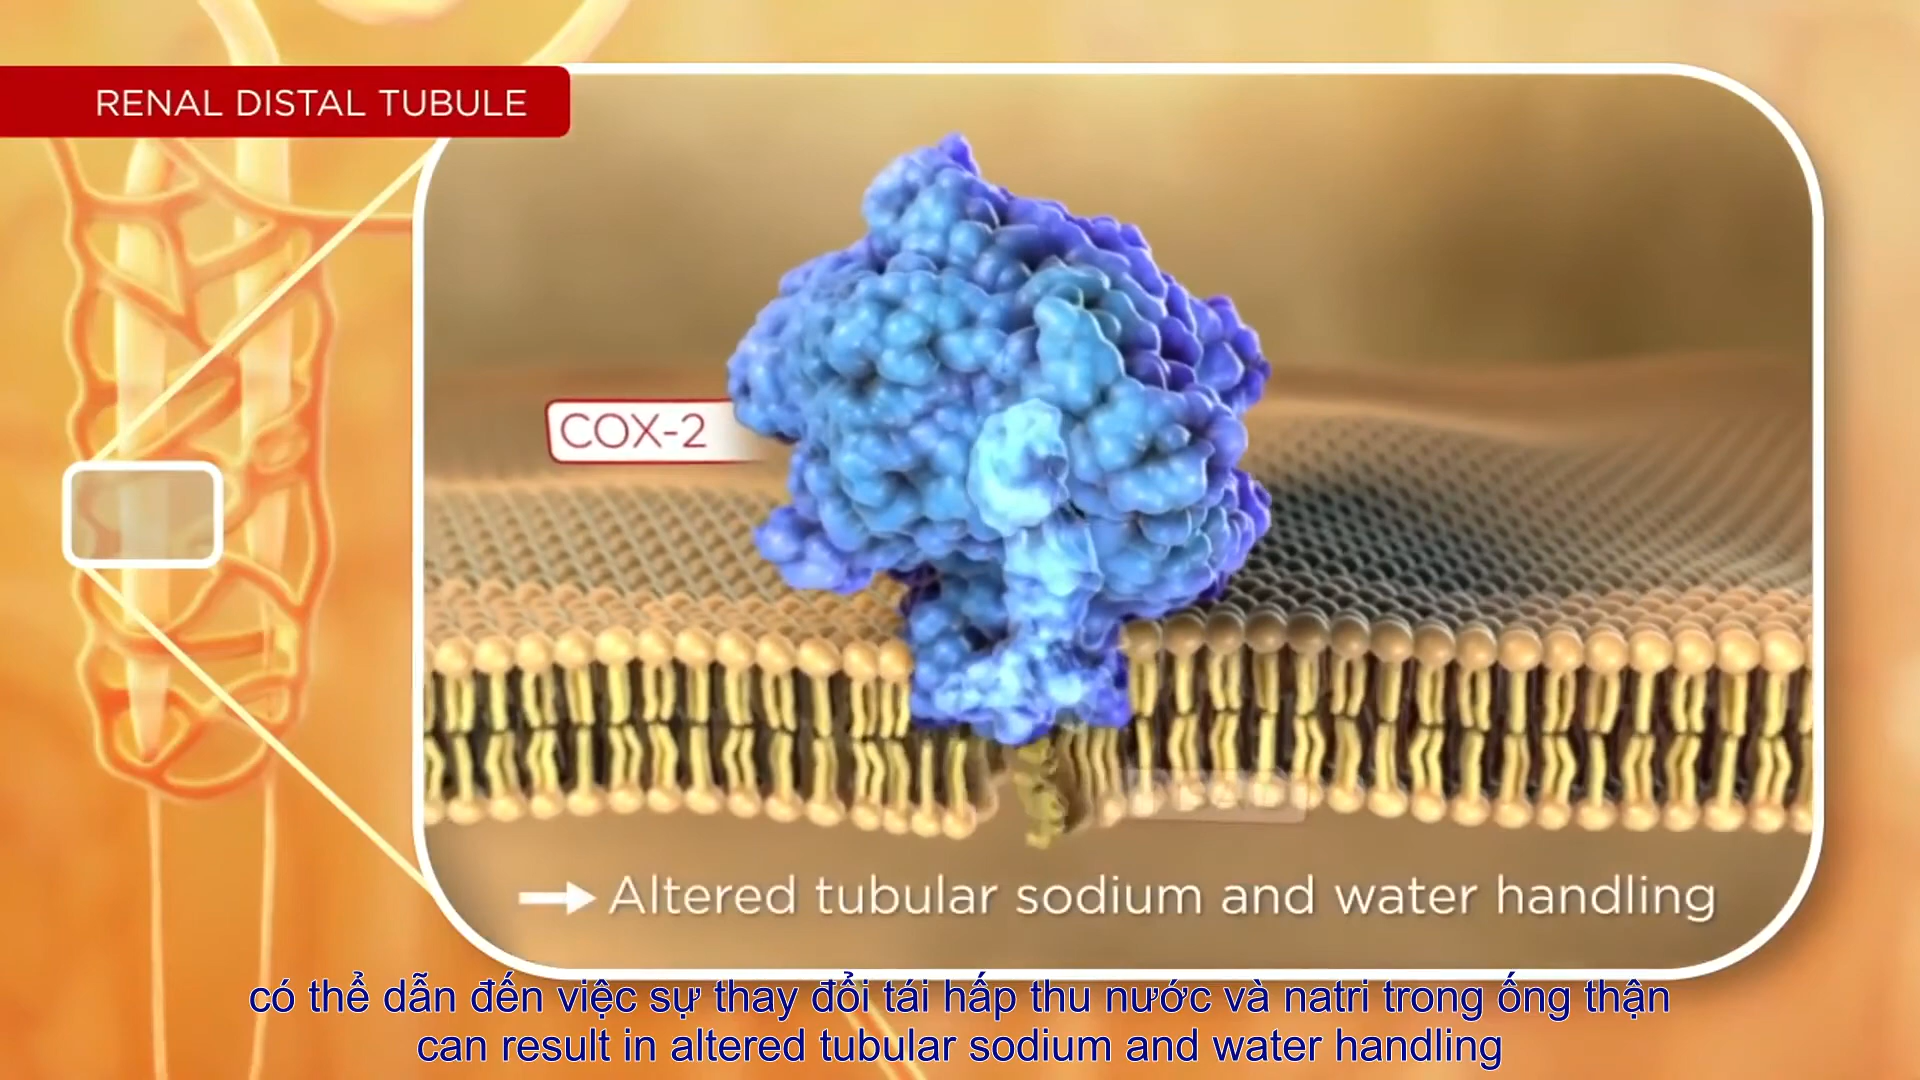 RENAL DISTAL TUBULE
COX-2
Altered tubular sodium and water handling
có thể dẫn đến việc sự thay đổi tái hấp thu nước và natri trong ống thận
can result in altered tubular sodium and water handling